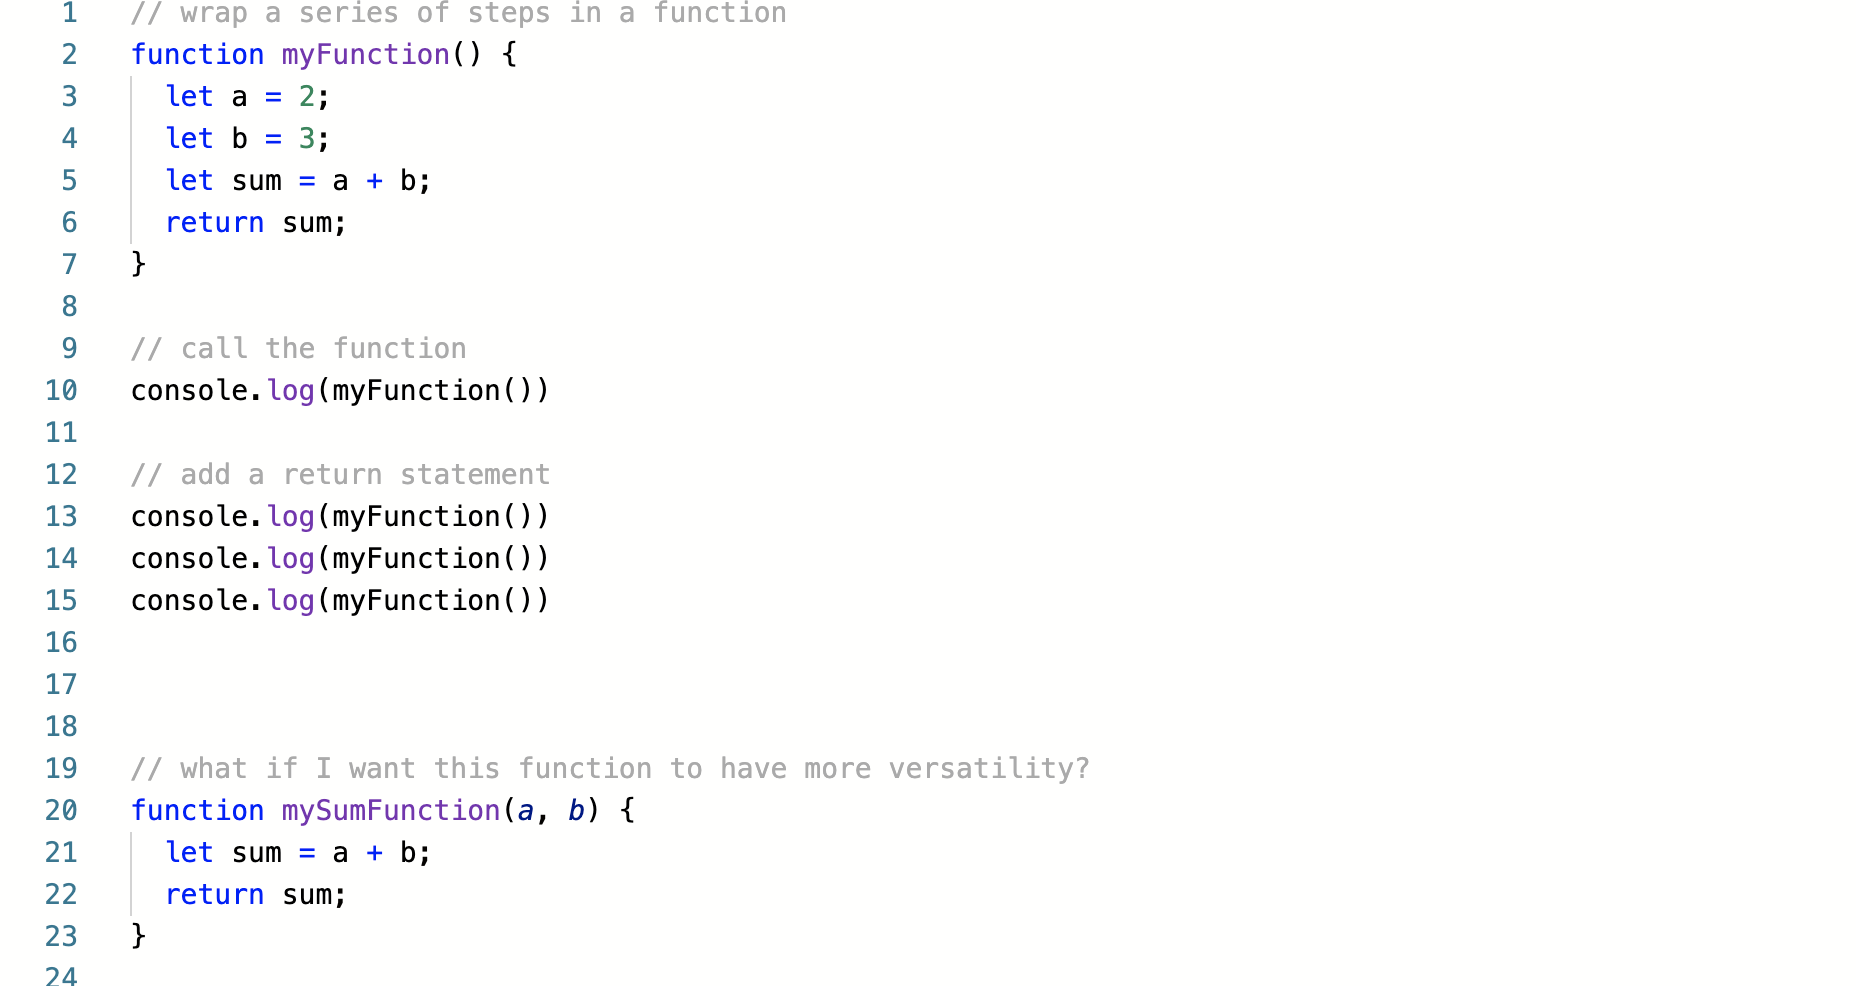 1 // wrap a series of steps in a function
2 function myFunction() {
3 let a = 2;
4 let b = 3;
5 let sum = a + b;
6 return sum;
7 }
8
9 // call the function
10 console.log(myFunction())
11
12 // add a return statement
13 console.log(myFunction())
14 console.log(myFunction())
15 console.log(myFunction())
16
17
18
19 // what if I want this function to have more versatility?
20 function mySumFunction(a, b) {
21 let sum = a + b;
22 return sum;
23 }
24